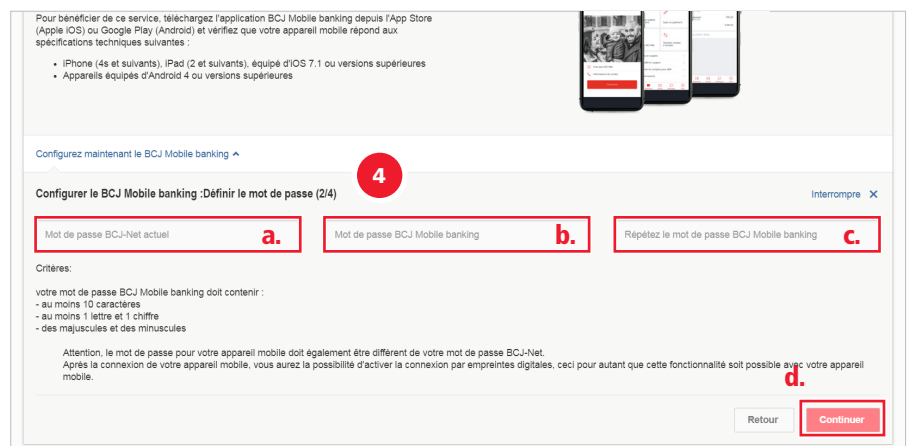 Pour bénéficier de ce service, téléchargez l'application BCJ Mobile banking depuis l'App Store
(Apple iOS) ou Google Play (Android) et vérifiez que votre appareil mobile répond aux
spécifications techniques suivantes :
• iPhone (4s et suivants), iPad (2 et suivants), équipé d'iOS 7.1 ou versions supérieures
• Appareils équipés d'Android 4 ou versions supérieures
Configurez maintenant le BCJ Mobile banking
4
Configurer le BCJ Mobile banking :Définir le mot de passe (2/4)
Interrompre X
Mot de passe BCJ-Net actuel a.
Mot de passe BCJ Mobile banking b.
Répétez le mot de passe BCJ Mobile banking c.
Critères:
votre mot de passe BCJ Mobile banking doit contenir :
- au moins 10 caractères
- au moins 1 lettre et 1 chiffre
- des majuscules et des minuscules
Attention, le mot de passe pour votre appareil mobile doit également être différent de votre mot de passe BCJ-Net.
Après la connexion de votre appareil mobile, vous aurez la possibilité d'activer la connexion par empreintes digitales, ceci pour autant que cette fonctionnalité soit possible avec votre appareil
mobile.
d.
Retour
Continuer